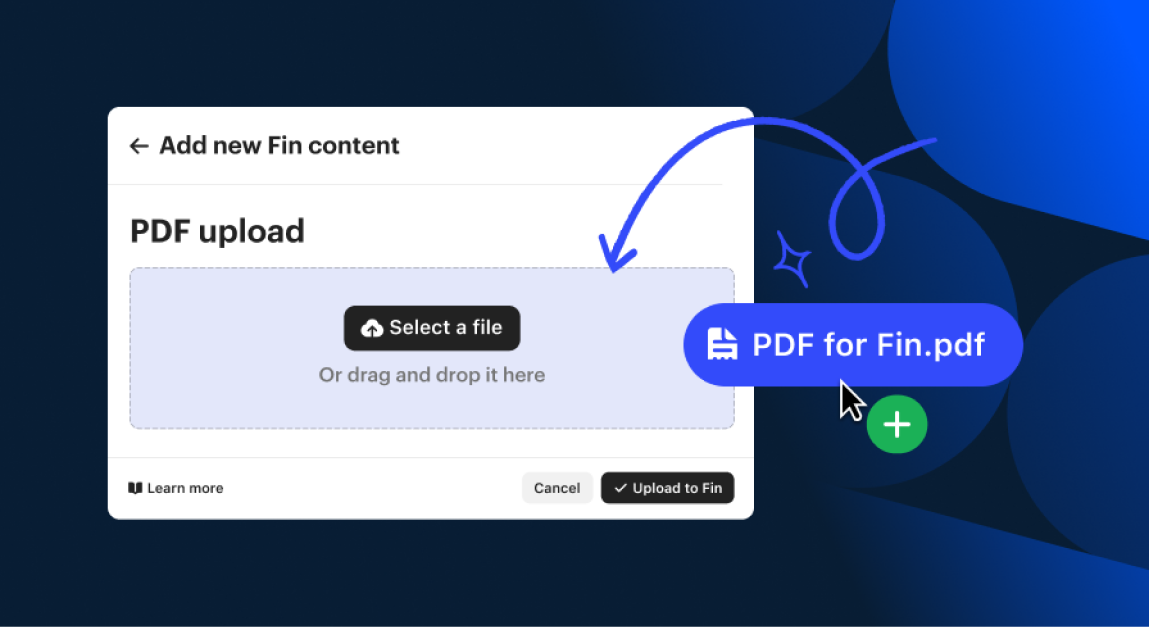 Add new Fin content
PDF upload
Select a file
Or drag and drop it here
PDF for Fin.pdf
Learn more
Cancel
Upload to Fin